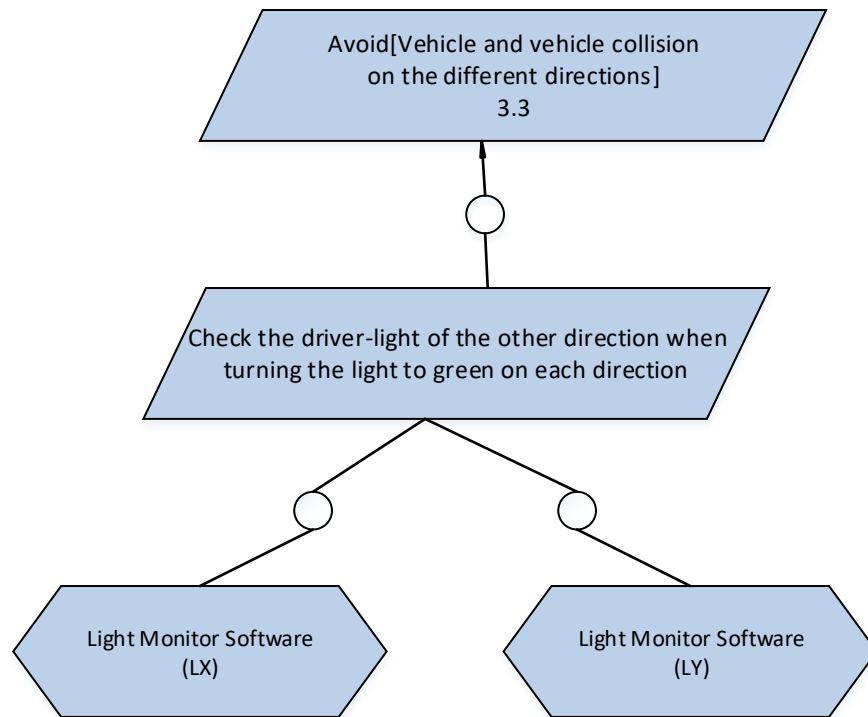 Avoid[Vehicle and vehicle collision
on the different directions]
3.3
Check the driver-light of the other direction when
turning the light to green on each direction
Light Monitor Software
(LX)
Light Monitor Software
(LY)